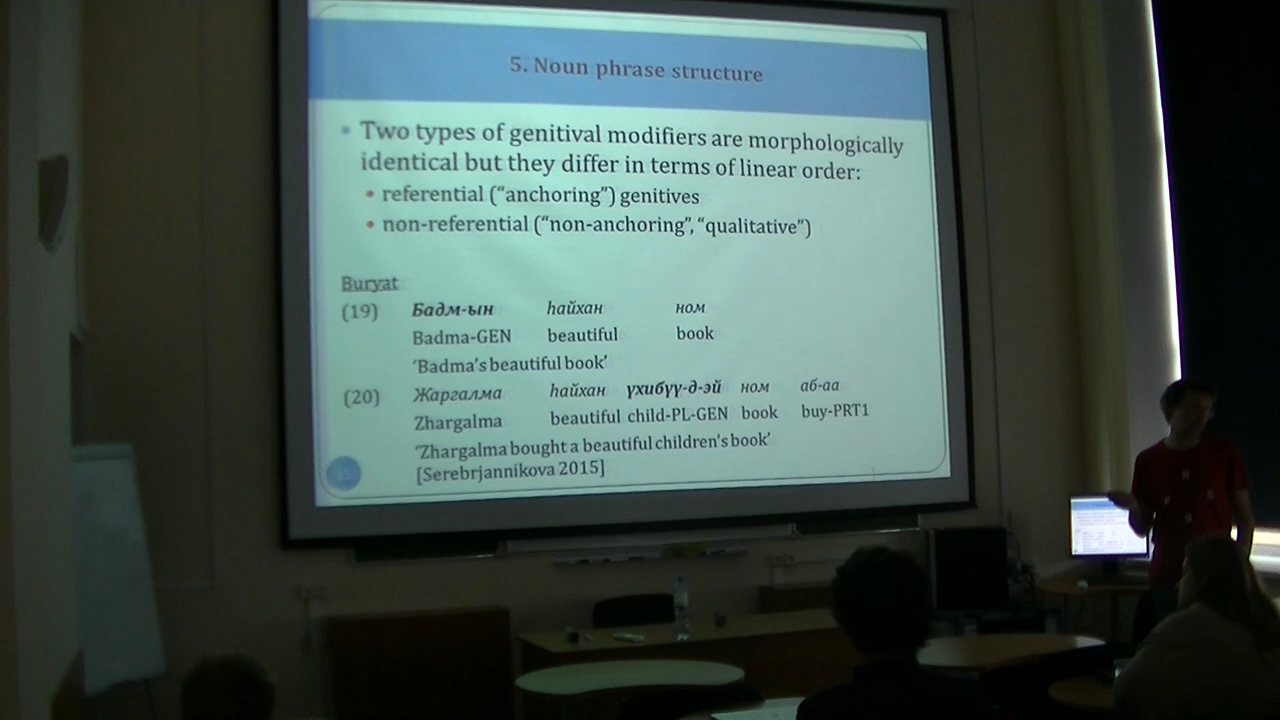 5. Noun phrase structure
• Two types of genitival modifiers are morphologically
identical but they differ in terms of linear order:
• referential (“anchoring”) genitives
• non-referential (“non-anchoring”, “qualitative”)
Buryat
(19) Бадм-ын һайхан ном
Badma-GEN beautiful book
‘Badma’s beautiful book’
(20) Жаргалма һайхан үхибүү-д-эй ном аб-аа
Zhargalma beautiful child-PL-GEN book buy-PRT1
‘Zhargalma bought a beautiful children’s book’
[Serebrjannikova 2015]